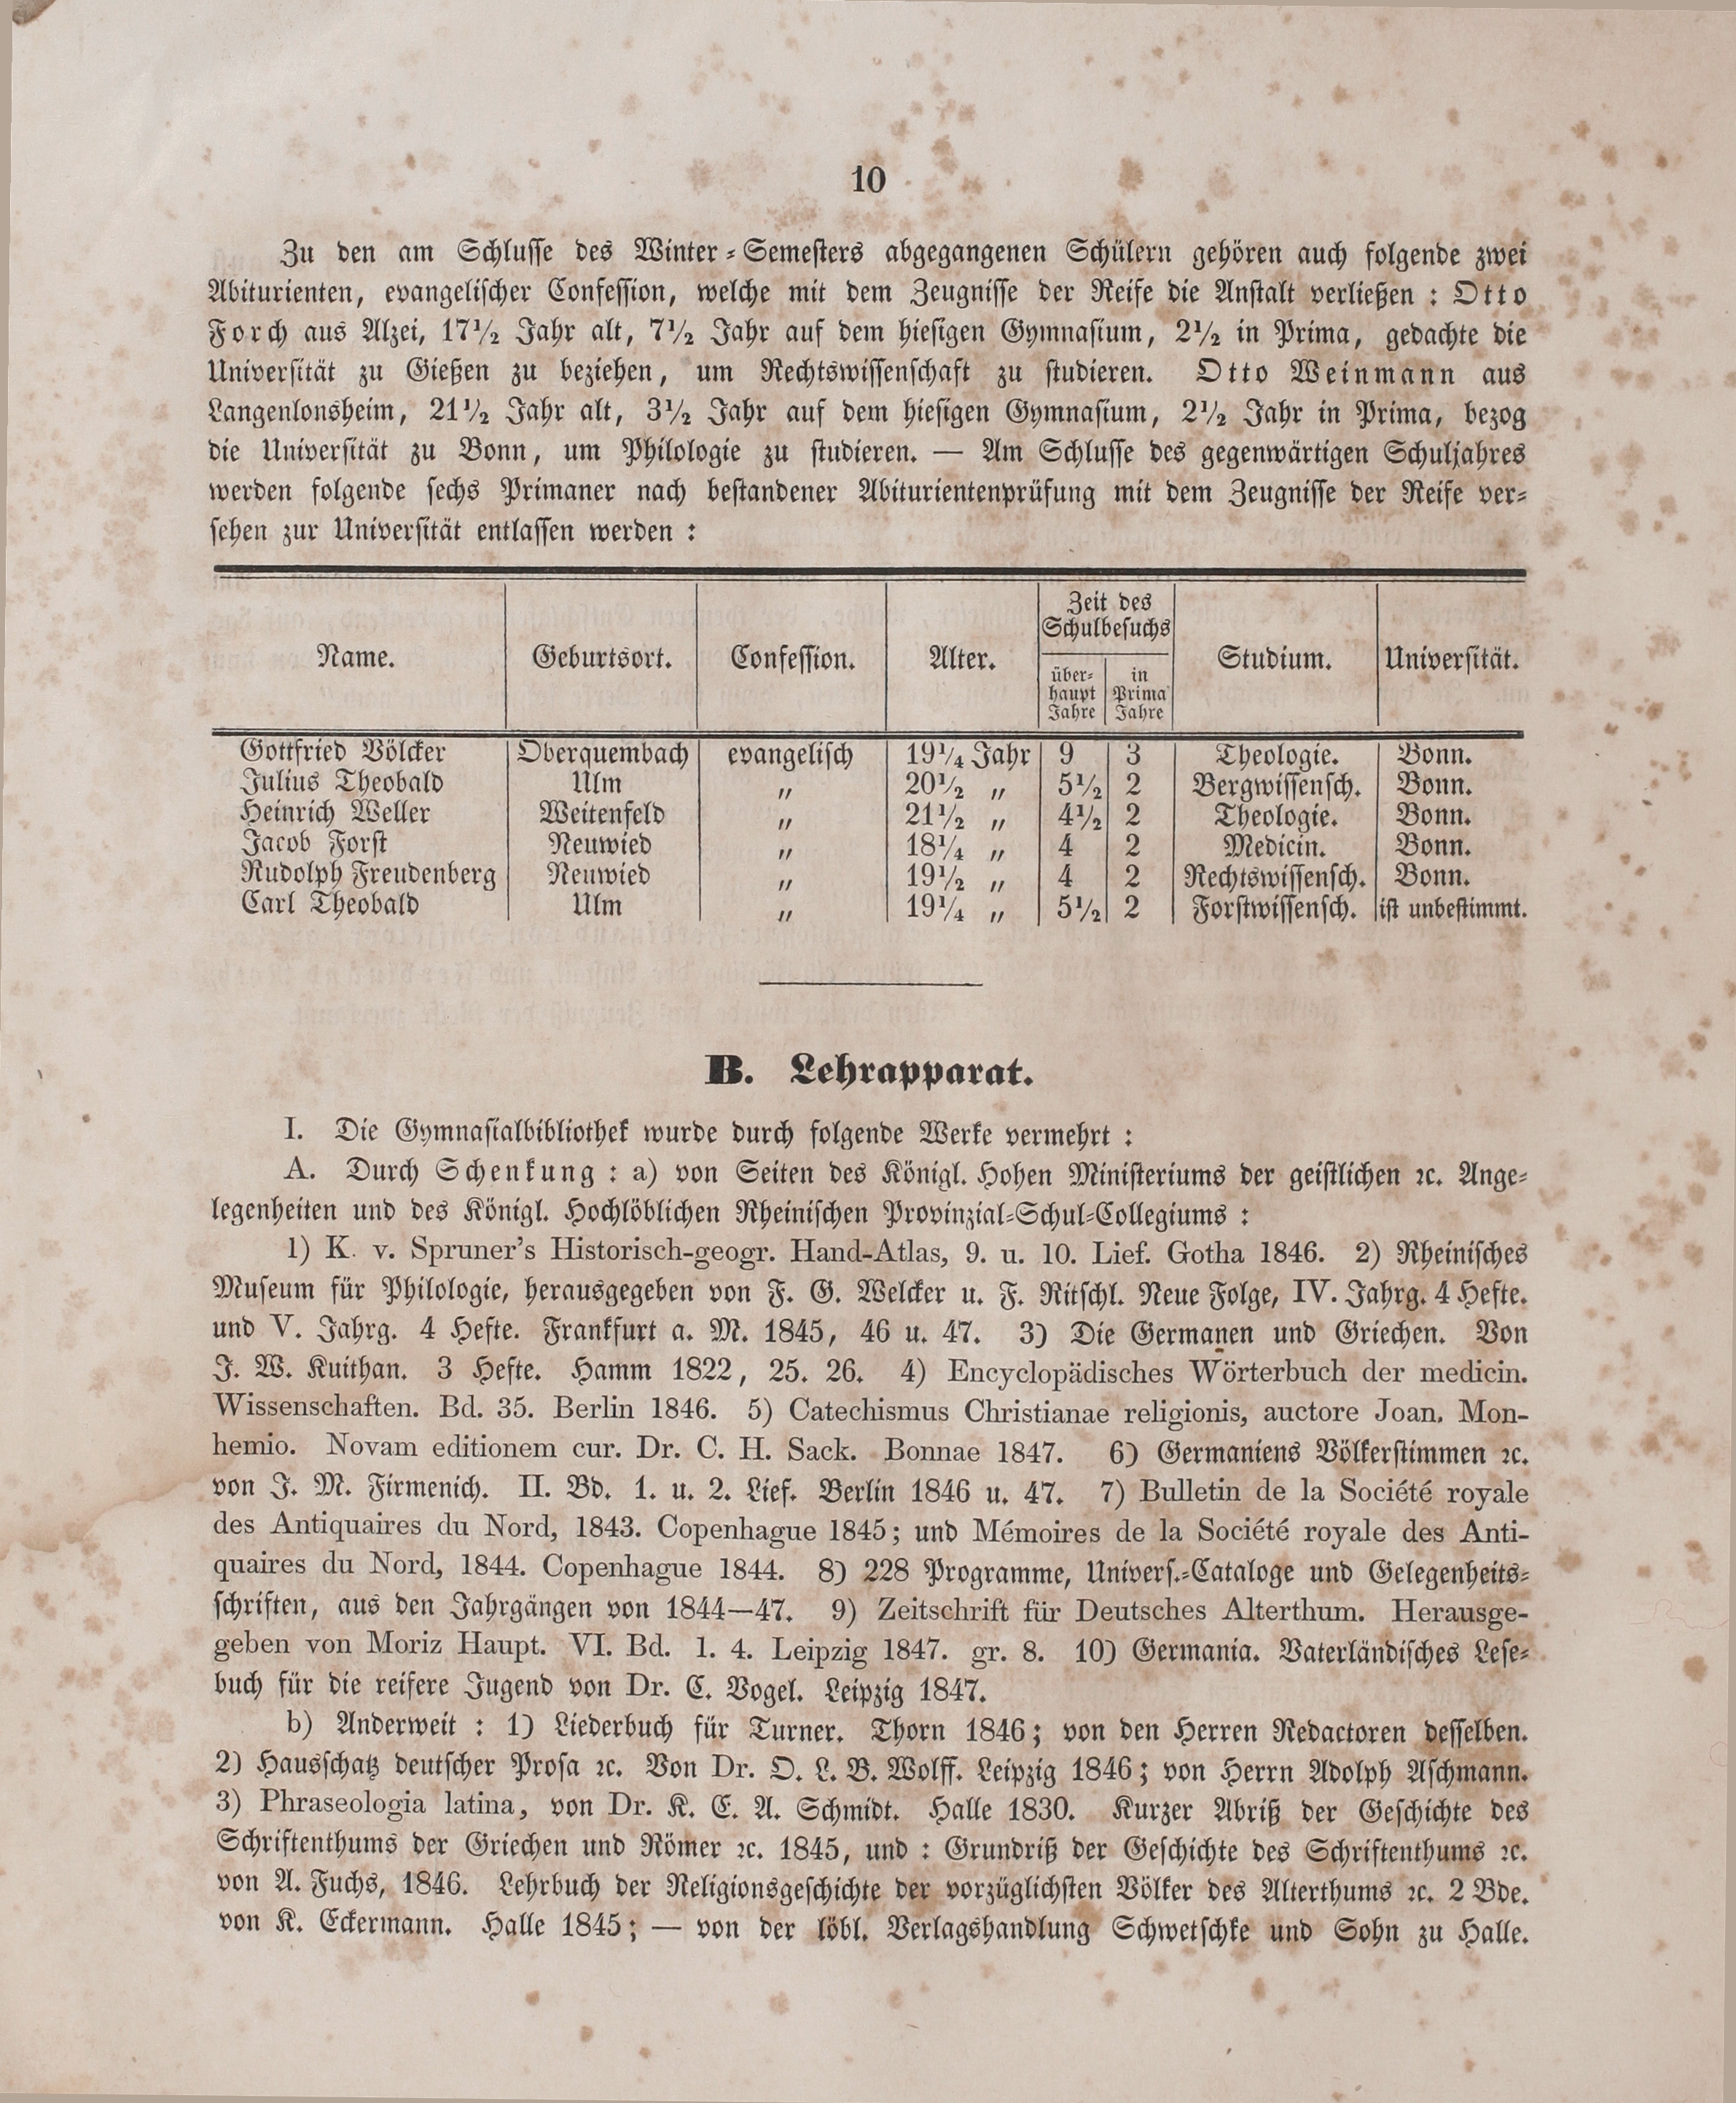 10
Zu den am Schlusse des Winter-Semesters abgegangenen Schülern gehören auch folgende zwei
Abiturienten, evangelischer Confession, welche mit dem Zeugnisse der Reife die Anstalt verließen : Otto
Forch aus Alzei, 17½ Jahr alt, 7½ Jahr auf dem hiesigen Gymnasium, 2½ in Prima, gedachte die
Universität zu Gießen zu beziehen, um Rechtswissenschaft zu studieren. Otto Weinmann aus
Langenlonsheim, 21½ Jahr alt, 3½ Jahr auf dem hiesigen Gymnasium, 2½ Jahr in Prima, bezog
die Universität zu Bonn, um Philologie zu studieren. — Am Schlusse des gegenwärtigen Schuljahres
werden folgende sechs Primaner nach bestandener Abiturientenprüfung mit dem Zeugnisse der Reife ver-
sehen zur Universität entlassen werden :
Zeit des
Schulbesuchs
Name. Geburtsort. Confession. Alter. Studium. Universität.
über- in
haupt Prima
Jahre Jahre
Gottfried Völcker Oberquembach evangelisch 19¼ Jahr 9 3 Theologie. Bonn.
Julius Theobald Ulm „ 20½ „ 5½ 2 Bergwissensch. Bonn.
Heinrich Weller Weitenfeld „ 21½ „ 4½ 2 Theologie. Bonn.
Jacob Forst Neuwied „ 18¼ „ 4 2 Medicin. Bonn.
Rudolph Freudenberg Neuwied „ 19½ „ 4 2 Rechtswissensch. Bonn.
Carl Theobald Ulm „ 19¼ „ 5½ 2 Forstwissensch. ist unbestimmt.
B. Lehrapparat.
I. Die Gymnasialbibliothek wurde durch folgende Werke vermehrt :
A. Durch Schenkung : a) von Seiten des Königl. Hohen Ministeriums der geistlichen ꝛc. Ange-
legenheiten und des Königl. Hochlöblichen Rheinischen Provinzial-Schul-Collegiums :
1) K. v. Spruner's Historisch-geogr. Hand-Atlas, 9. u. 10. Lief. Gotha 1846. 2) Rheinisches
Museum für Philologie, herausgegeben von F. G. Welcker u. F. Ritschl. Neue Folge, IV. Jahrg. 4 Hefte.
und V. Jahrg. 4 Hefte. Frankfurt a. M. 1845, 46 u. 47. 3) Die Germanen und Griechen. Von
J. W. Kuithan. 3 Hefte. Hamm 1822, 25. 26. 4) Encyclopädisches Wörterbuch der medicin.
Wissenschaften. Bd. 35. Berlin 1846. 5) Catechismus Christianae religionis, auctore Joan. Mon-
hemio. Novam editionem cur. Dr. C. H. Sack. Bonnae 1847. 6) Germaniens Völkerstimmen ꝛc.
von J. M. Firmenich. II. Bd. 1. u. 2. Lief. Berlin 1846 u. 47. 7) Bulletin de la Société royale
des Antiquaires du Nord, 1843. Copenhague 1845; und Mémoires de la Société royale des Anti-
quaires du Nord, 1844. Copenhague 1844. 8) 228 Programme, Univers.-Cataloge und Gelegenheits-
schriften, aus den Jahrgängen von 1844—47. 9) Zeitschrift für Deutsches Alterthum. Herausge-
geben von Moriz Haupt. VI. Bd. 1. 4. Leipzig 1847. gr. 8. 10) Germania. Vaterländisches Lese-
buch für die reifere Jugend von Dr. C. Vogel. Leipzig 1847.
b) Anderweit : 1) Liederbuch für Turner. Thorn 1846; von den Herren Redactoren desselben.
2) Hausschatz deutscher Prosa ꝛc. Von Dr. O. L. B. Wolff. Leipzig 1846; von Herrn Adolph Aschmann.
3) Phraseologia latina, von Dr. K. E. A. Schmidt. Halle 1830. Kurzer Abriß der Geschichte des
Schriftenthums der Griechen und Römer ꝛc. 1845, und : Grundriß der Geschichte des Schriftenthums ꝛc.
von A. Fuchs, 1846. Lehrbuch der Religionsgeschichte der vorzüglichsten Völker des Alterthums ꝛc. 2 Bde.
von K. Eckermann. Halle 1845; — von der löbl. Verlagshandlung Schwetschke und Sohn zu Halle.